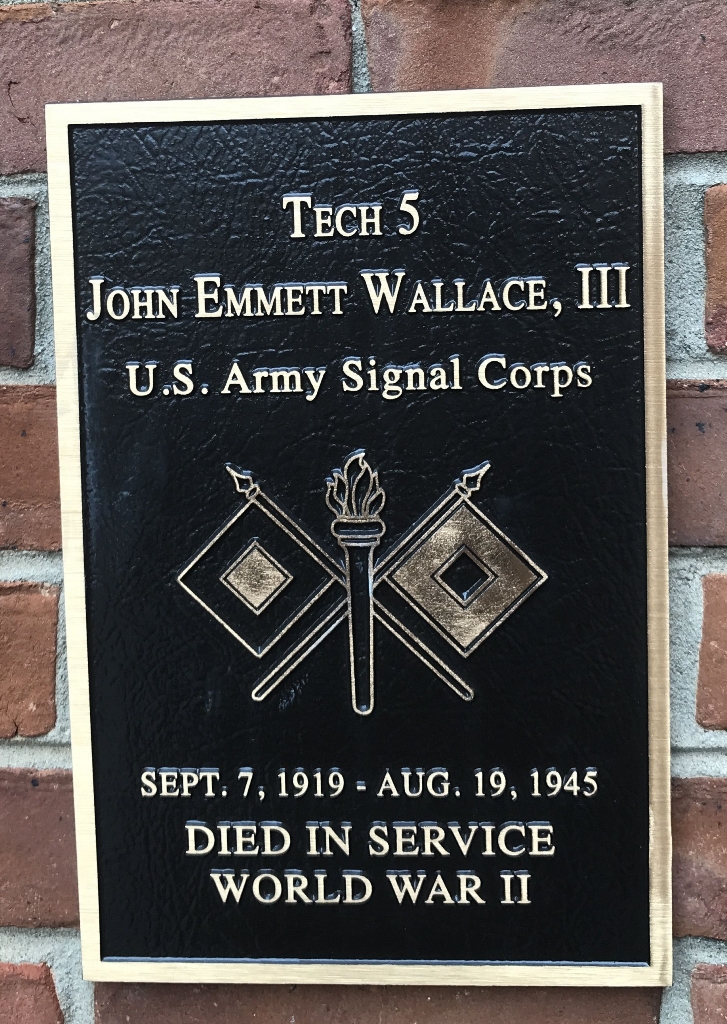 Tech 5
John Emmett Wallace, III
U.S. Army Signal Corps
SEPT. 7, 1919 - AUG. 19, 1945
DIED IN SERVICE
WORLD WAR II